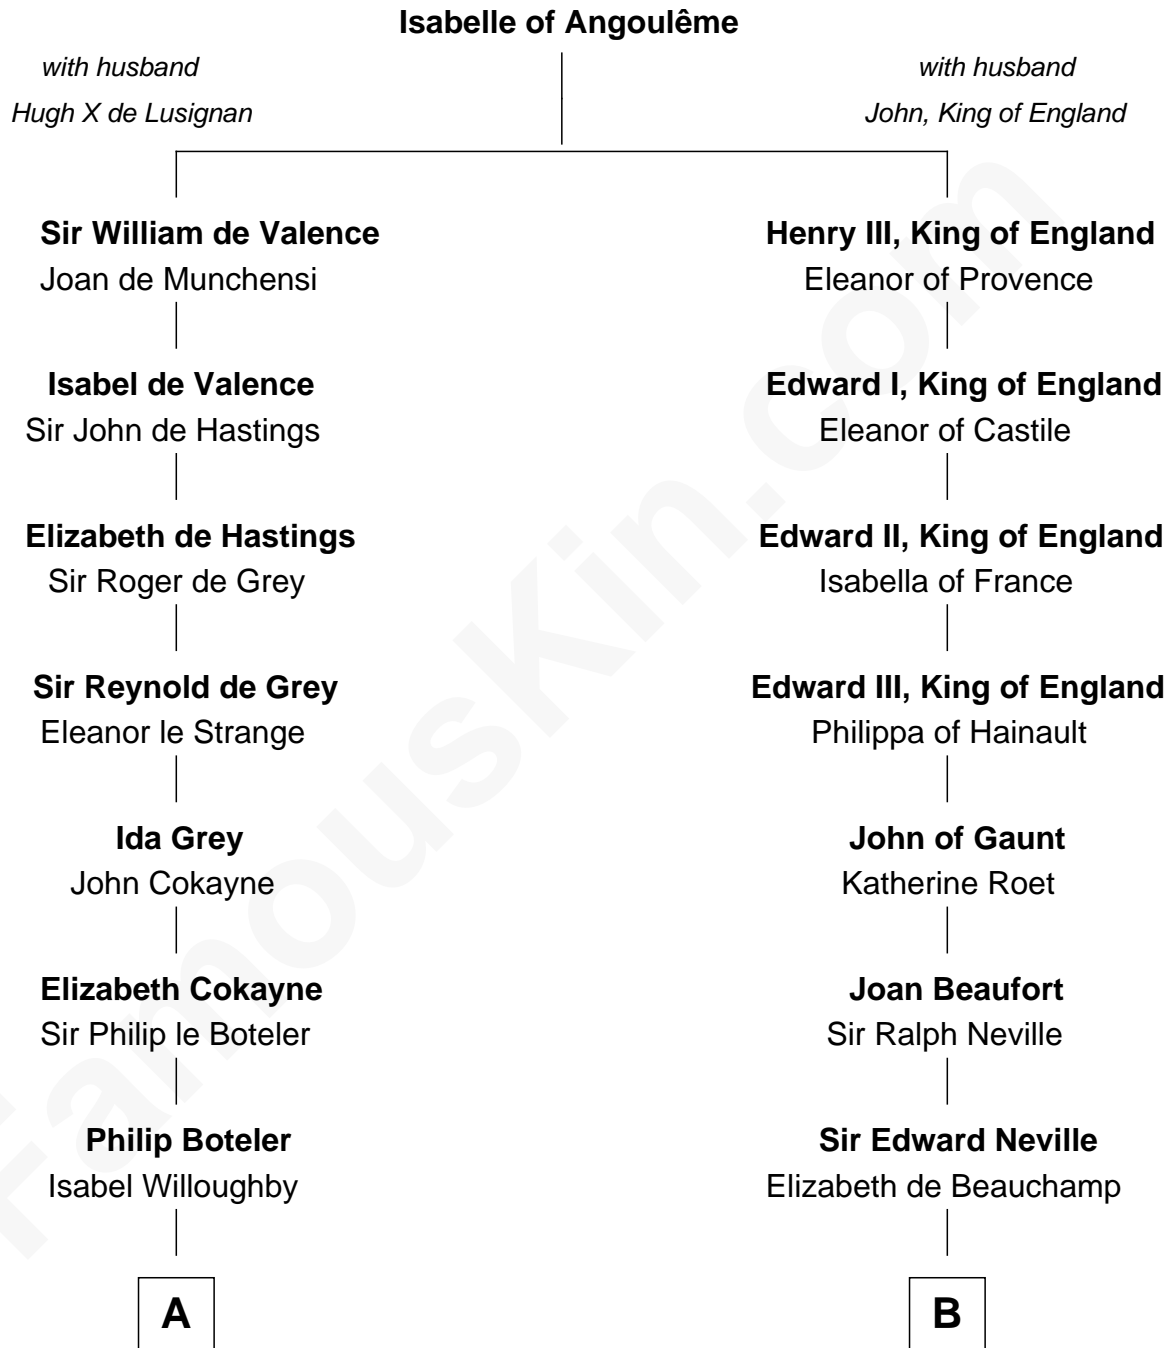 Isabelle of Angoulême
with husband
Hugh X de Lusignan
with husband
John, King of England
Sir William de Valence
Joan de Munchensi
Henry III, King of England
Eleanor of Provence
Isabel de Valence
Sir John de Hastings
Edward I, King of England
Eleanor of Castile
Elizabeth de Hastings
Sir Roger de Grey
Edward II, King of England
Isabella of France
Sir Reynold de Grey
Eleanor le Strange
Edward III, King of England
Philippa of Hainault
Ida Grey
John Cokayne
John of Gaunt
Katherine Roet
Elizabeth Cokayne
Sir Philip le Boteler
Joan Beaufort
Sir Ralph Neville
Philip Boteler
Isabel Willoughby
Sir Edward Neville
Elizabeth de Beauchamp
A
B
FamousKin.com